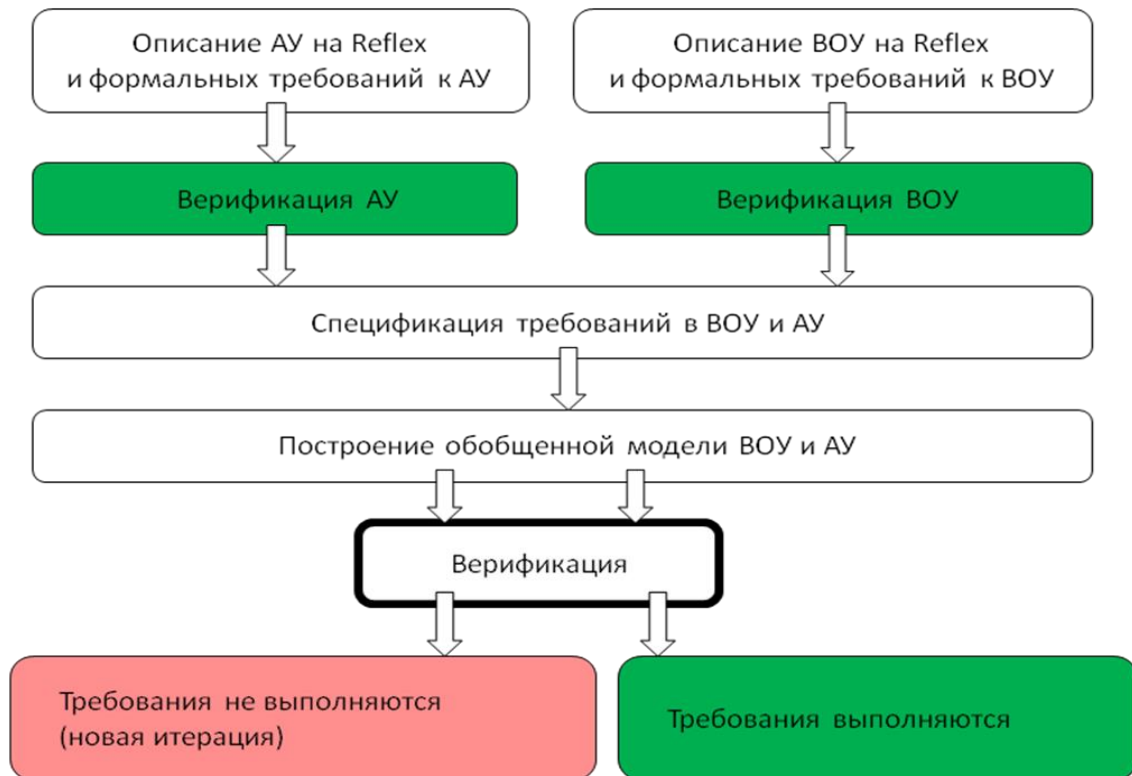 Описание АУ на Reflex
и формальных требований к АУ
Описание ВОУ на Reflex
и формальных требований к ВОУ
Верификация АУ
Верификация ВОУ
Спецификация требований в ВОУ и АУ
Построение обобщенной модели ВОУ и АУ
Верификация
Требования не выполняются
(новая итерация)
Требования выполняются